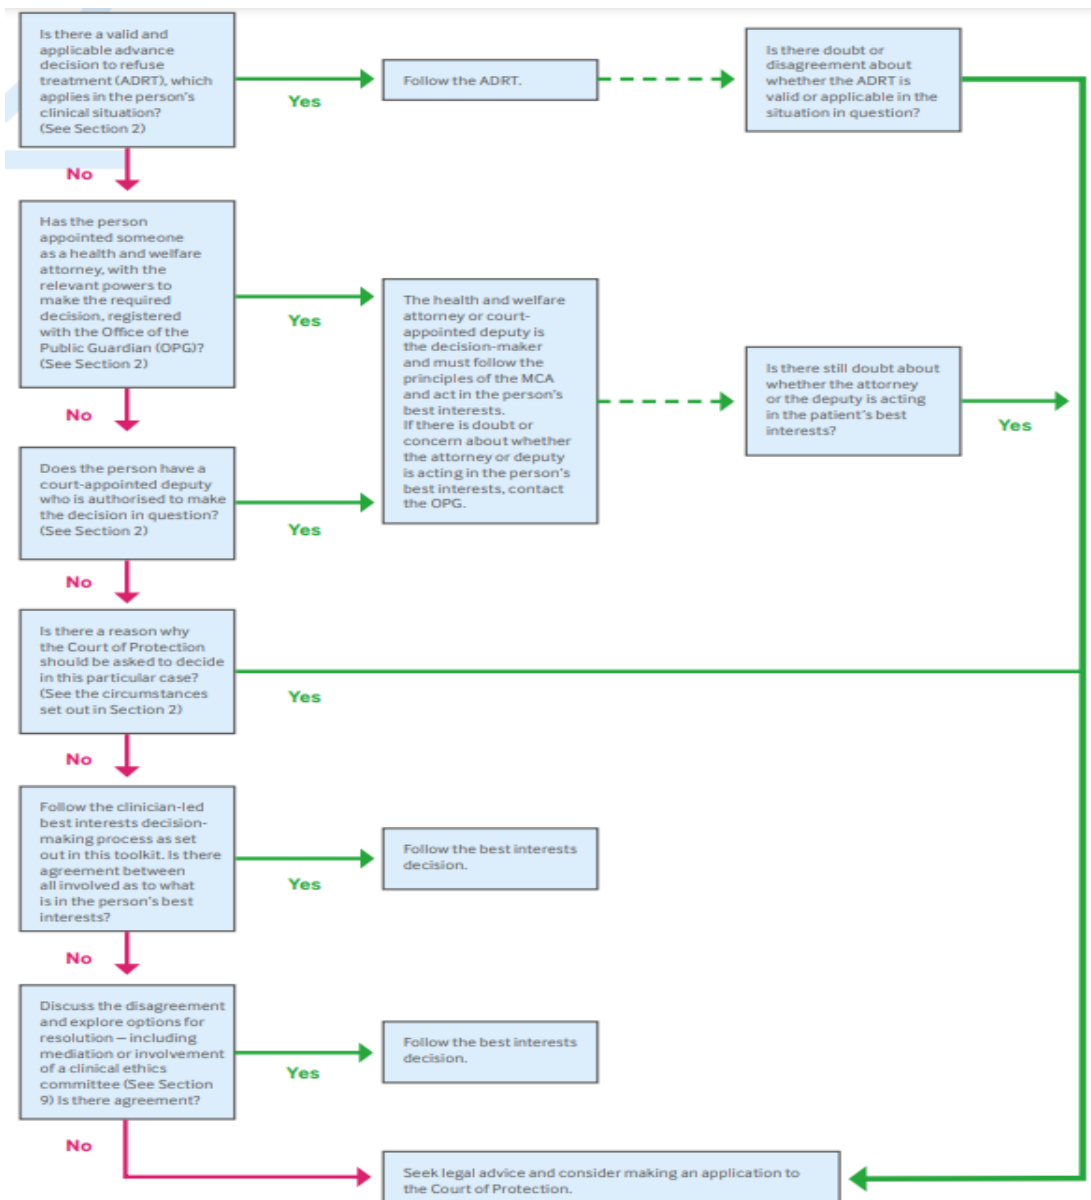 Is there a valid and
applicable advance
decision to refuse
treatment (ADRT), which
applies in the person's
clinical situation?
(See Section 2)
Yes
Follow the ADRT.
Is there doubt or
disagreement about
whether the ADRT is
valid or applicable in the
situation in question?
No
Has the person
appointed someone
as a health and welfare
attorney, with the
relevant powers to
make the required
decision, registered
with the Office of the
Public Guardian (OPG)?
(See Section 2)
Yes
The health and welfare
attorney or court-
appointed deputy is
the decision-maker
and must follow the
principles of the MCA
and act in the person's
best interests.
If there is doubt or
concern about whether
the attorney or deputy
is acting in the person's
best interests, contact
the OPG.
Is there still doubt about
whether the attorney
or the deputy is acting
in the patient's best
interests?
Yes
No
Does the person have a
court-appointed deputy
who is authorised to make
the decision in question?
(See Section 2)
Yes
No
Is there a reason why
the Court of Protection
should be asked to decide
in this particular case?
(See the circumstances
set out in Section 2)
Yes
No
Follow the clinician-led
best interests decision-
making process as set
out in this toolkit. Is there
agreement between
all involved as to what
is in the person's best
interests?
Yes
Follow the best interests
decision.
No
Discuss the disagreement
and explore options for
resolution – including
mediation or involvement
of a clinical ethics
committee (See Section
9) Is there agreement?
Yes
Follow the best interests
decision.
No
Seek legal advice and consider making an application to
the Court of Protection.